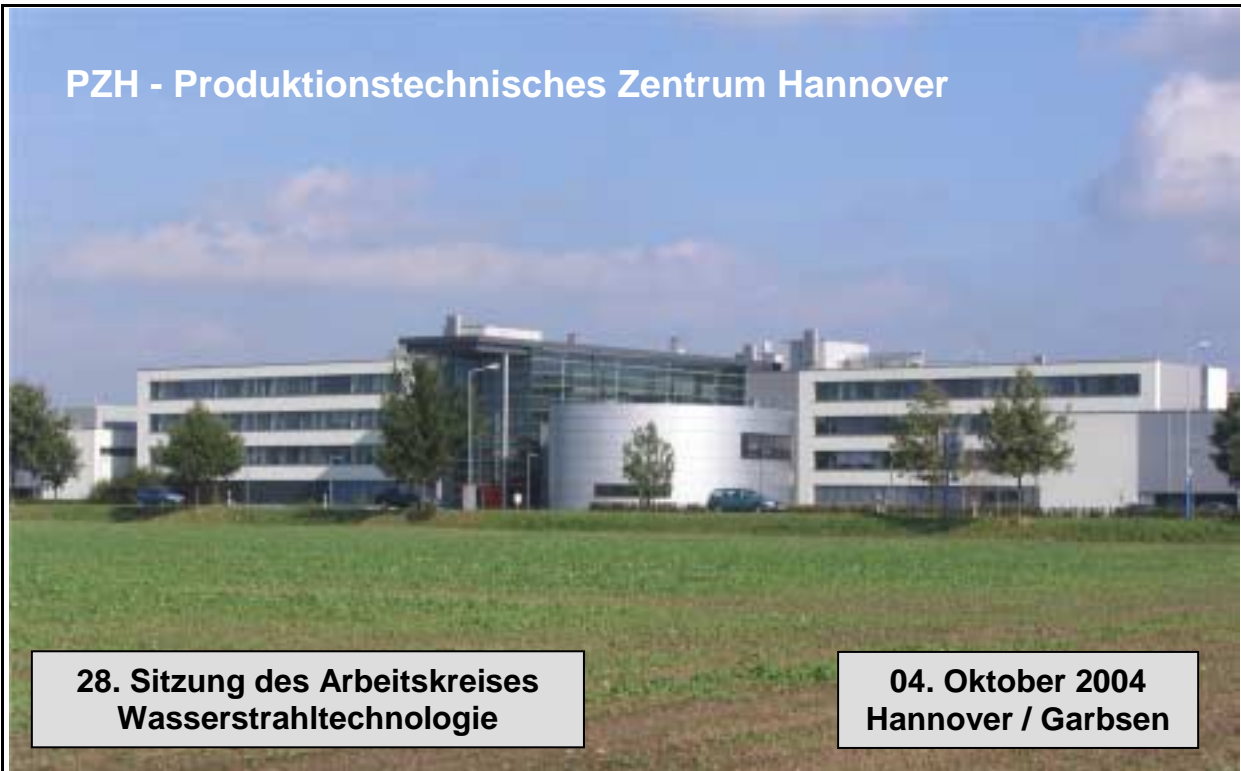 PZH - Produktionstechnisches Zentrum Hannover
28. Sitzung des Arbeitskreises
Wasserstrahltechnologie
04. Oktober 2004
Hannover / Garbsen